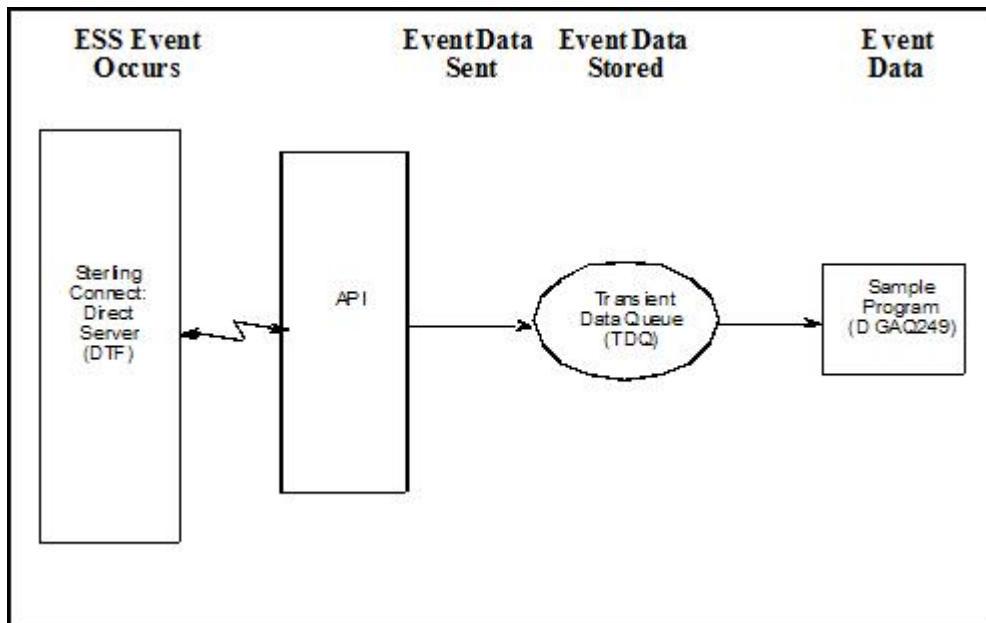 ESS Event
Occurs
Event Data
Sent
Event Data
Stored
Event
Data
Sterling
Connect:
Direct
Server
(DTF)
API
Transient
Data Queue
(TDQ)
Sample
Program
(DGAQ249)